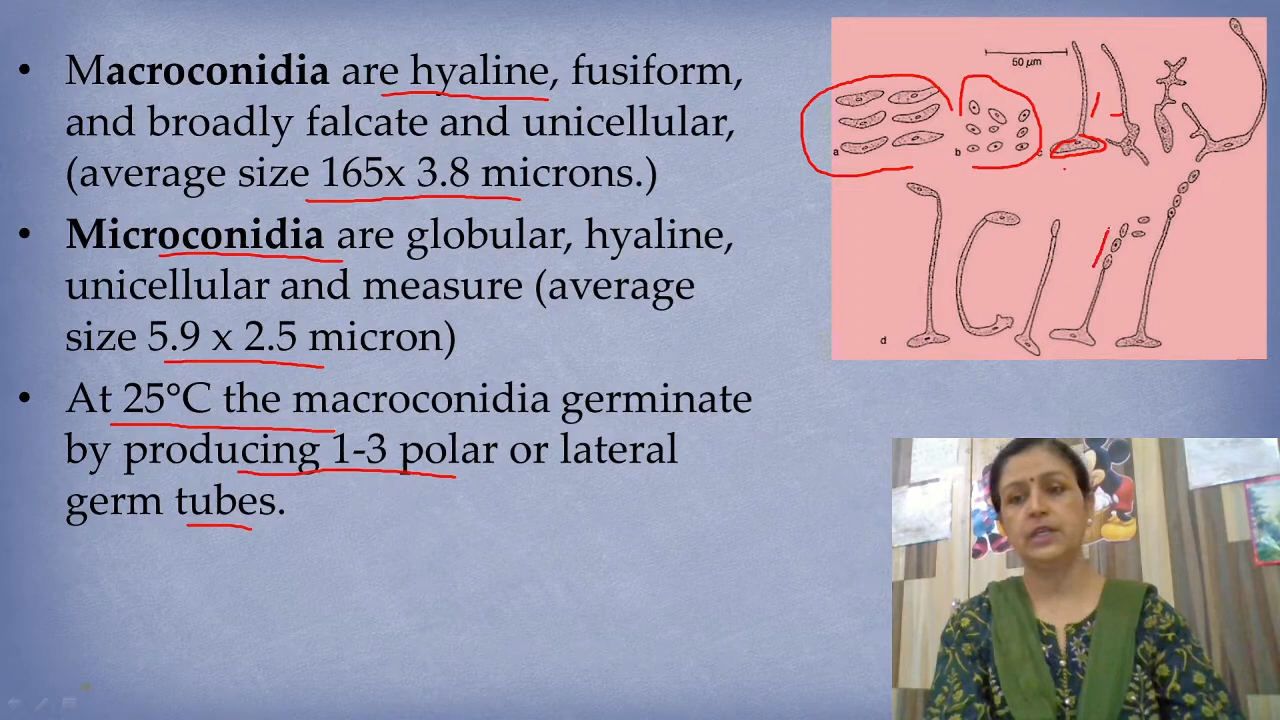 • Macroconidia are hyaline, fusiform,
and broadly falcate and unicellular,
(average size 165x 3.8 microns.)
• Microconidia are globular, hyaline,
unicellular and measure (average
size 5.9 x 2.5 micron)
• At 25°C the macroconidia germinate
by producing 1-3 polar or lateral
germ tubes.
50 µm
a
b
c
d